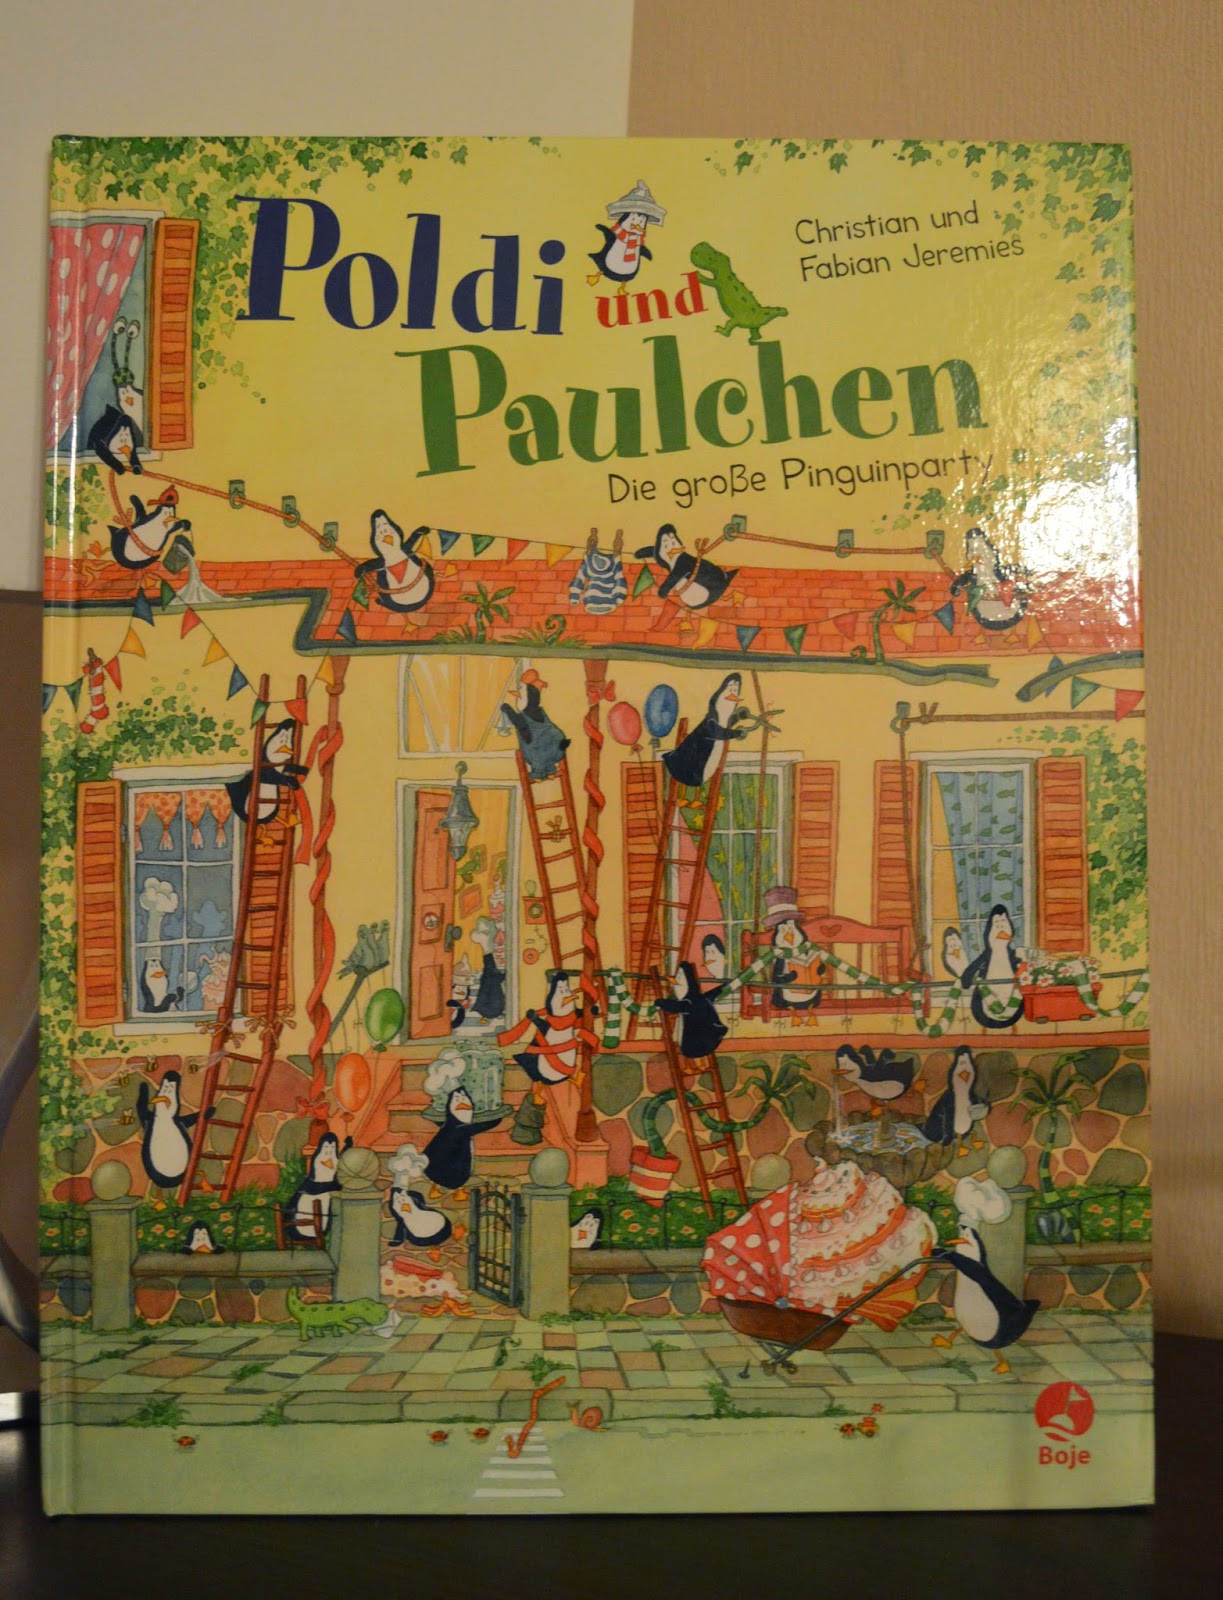 Poldi
und
Paulchen
Die große Pinguinparty
Christian und
Fabian Jeremies
Boje